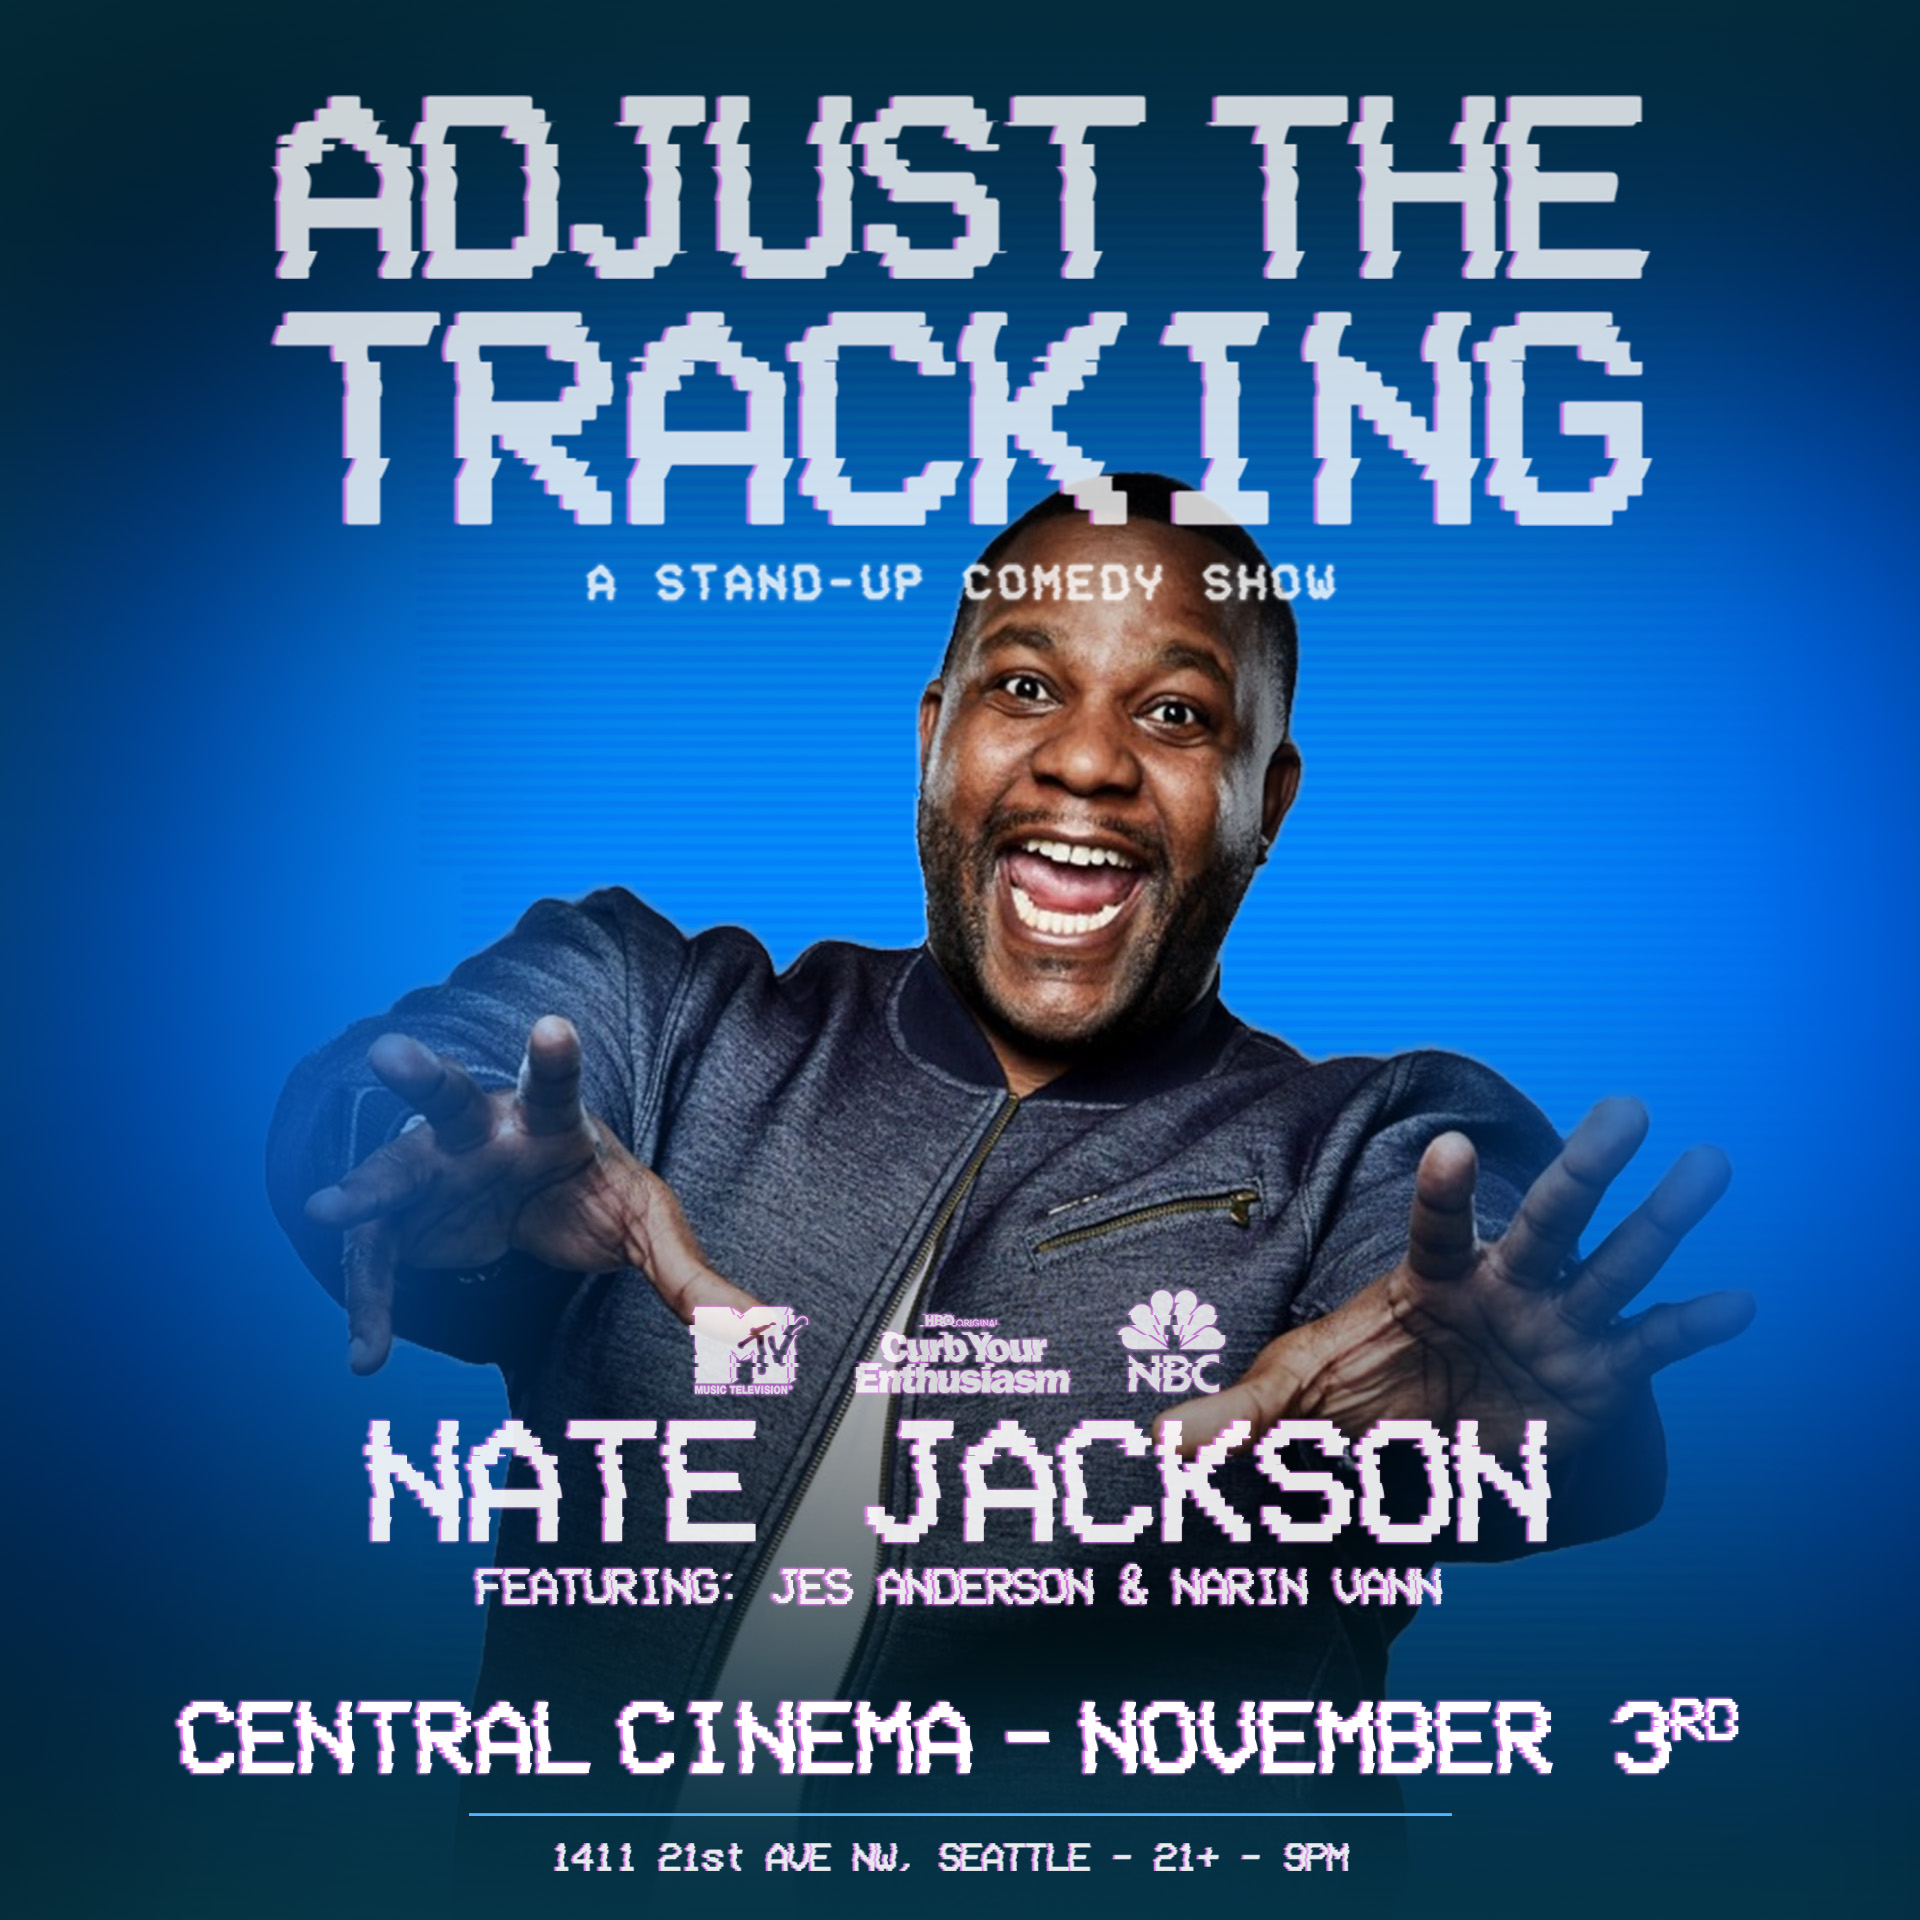 ADJUST THE
TRACKING
A STAND-UP COMEDY SHOW
MTV
MUSIC TELEVISION®
HBO ORIGINAL
Curb Your
Enthusiasm
NBC
NATE JACKSON
FEATURING: JES ANDERSON & NARIN VANN
CENTRAL CINEMA - NOVEMBER 3RD
1411 21st AVE NW, SEATTLE - 21+ - 9PM